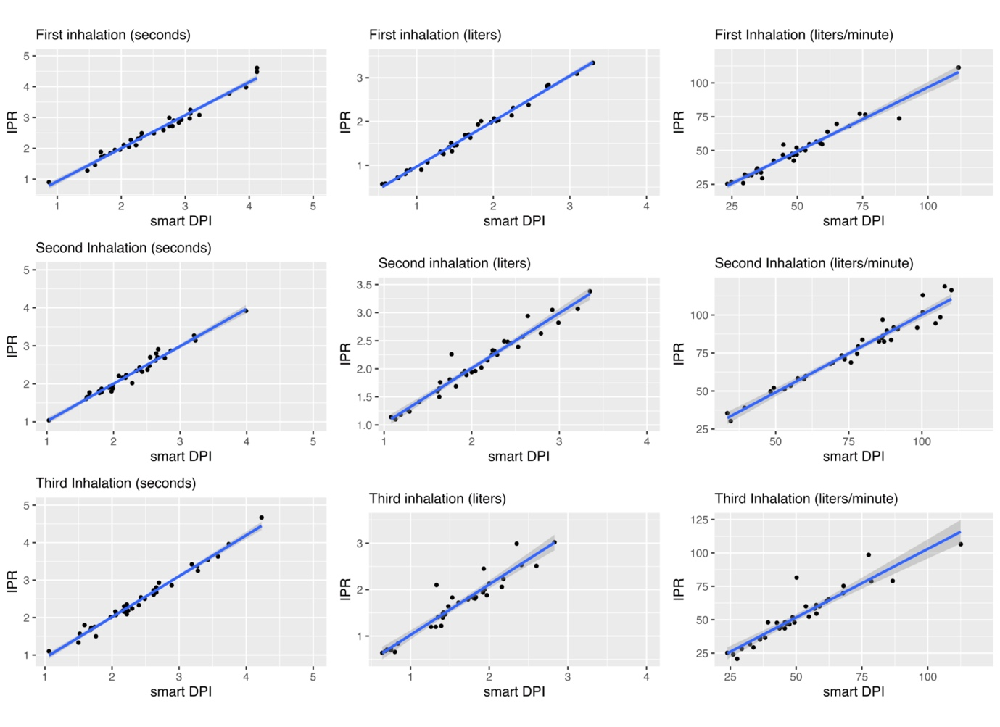 First inhalation (seconds)
5
4
3
2
1
IPR
1 2 3 4 5
smart DPI
First inhalation (liters)
3
2
1
IPR
1 2 3 4
smart DPI
First Inhalation (liters/minute)
100
75
50
25
IPR
25 50 75 100
smart DPI
Second Inhalation (seconds)
5
4
3
2
1
IPR
1 2 3 4 5
smart DPI
Second inhalation (liters)
3.5
3.0
2.5
2.0
1.5
1.0
IPR
1 2 3 4
smart DPI
Second Inhalation (liters/minute)
100
75
50
25
IPR
50 75 100
smart DPI
Third Inhalation (seconds)
5
4
3
2
1
IPR
1 2 3 4 5
smart DPI
Third inhalation (liters)
3
2
1
IPR
1 2 3 4
smart DPI
Third Inhalation (liters/minute)
125
100
75
50
25
IPR
25 50 75 100
smart DPI